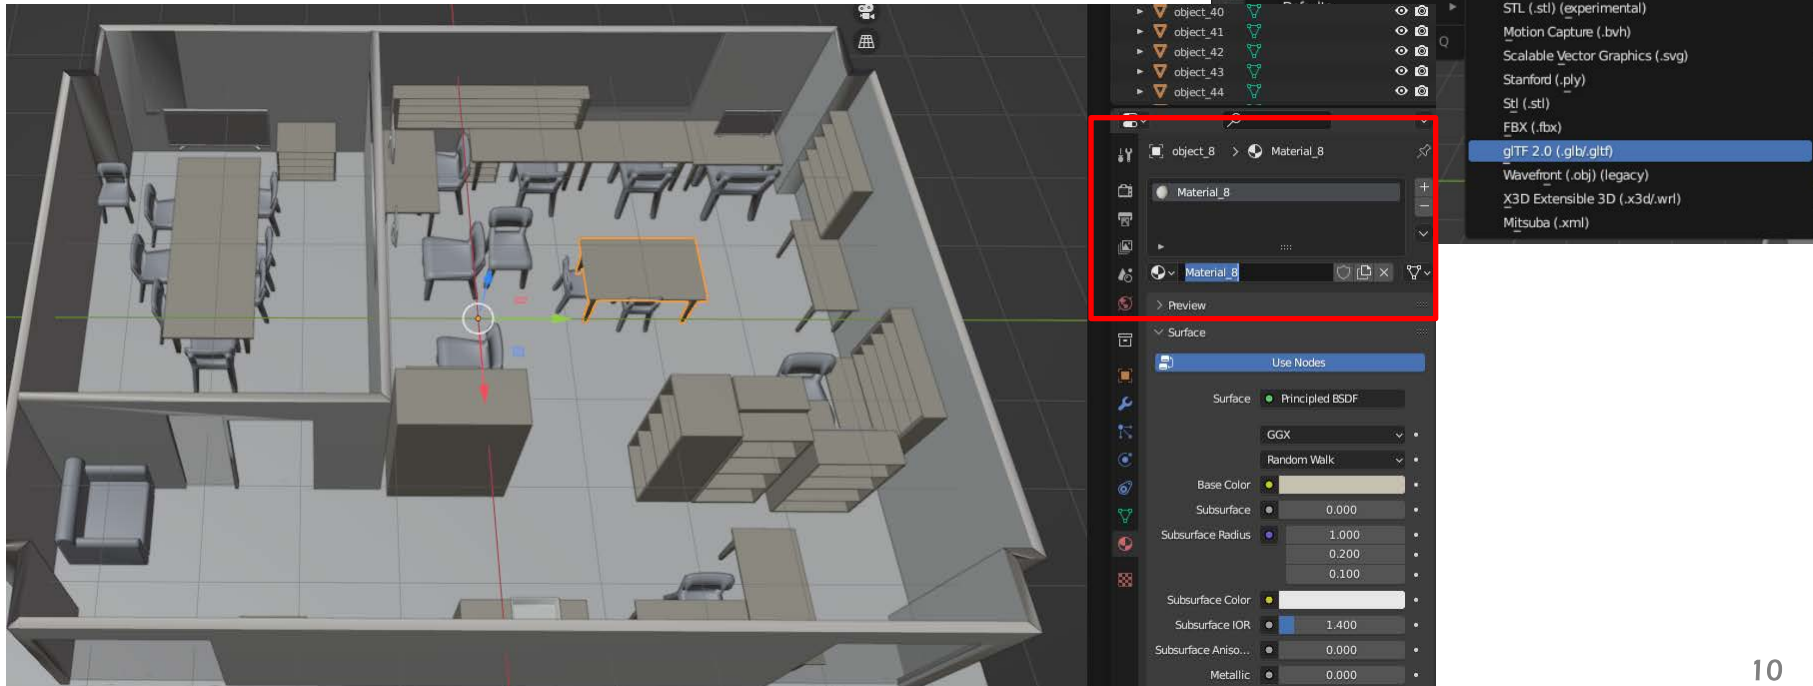 object_40
object_41
object_42
object_43
object_44
object_8 > Material_8
Material_8
Material_8
Preview
Surface
Use Nodes
Surface Principled BSDF
GGX
Random Walk
Base Color
Subsurface 0.000
Subsurface Radius 1.000
0.200
0.100
Subsurface Color
Subsurface IOR 1.400
Subsurface Aniso... 0.000
Metallic 0.000
Q
STL (.stl) (experimental)
Motion Capture (.bvh)
Scalable Vector Graphics (.svg)
Stanford (.ply)
Stl (.stl)
FBX (.fbx)
glTF 2.0 (.glb/.gltf)
Wavefront (.obj) (legacy)
X3D Extensible 3D (.x3d/.wrl)
Mitsuba (.xml)
10